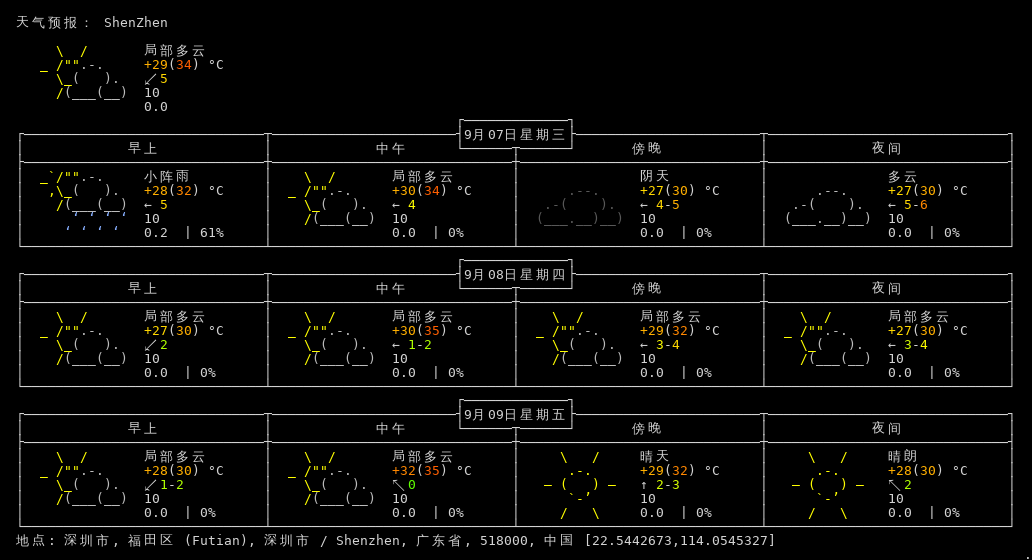 天气预报： ShenZhen
局部多云
+29(34) °C
↙ 5
10
0.0
9月07日星期三
早上 中午 傍晚 夜间
小阵雨 局部多云 阴天 多云
+28(32) °C +30(34) °C +27(30) °C +27(30) °C
← 5 ← 4 ← 4-5 ← 5-6
10 10 10 10
0.2 | 61% 0.0 | 0% 0.0 | 0% 0.0 | 0%
9月08日星期四
早上 中午 傍晚 夜间
局部多云 局部多云 局部多云 局部多云
+27(30) °C +30(35) °C +29(32) °C +27(30) °C
↙ 2 ← 1-2 ← 3-4 ← 3-4
10 10 10 10
0.0 | 0% 0.0 | 0% 0.0 | 0% 0.0 | 0%
9月09日星期五
早上 中午 傍晚 夜间
局部多云 局部多云 晴天 晴朗
+28(30) °C +32(35) °C +29(32) °C +28(30) °C
↙ 1-2 ↖ 0 ↑ 2-3 ↖ 2
10 10 10 10
0.0 | 0% 0.0 | 0% 0.0 | 0% 0.0 | 0%
地点: 深圳市, 福田区 (Futian), 深圳市 / Shenzhen, 广东省, 518000, 中国 [22.5442673,114.0545327]